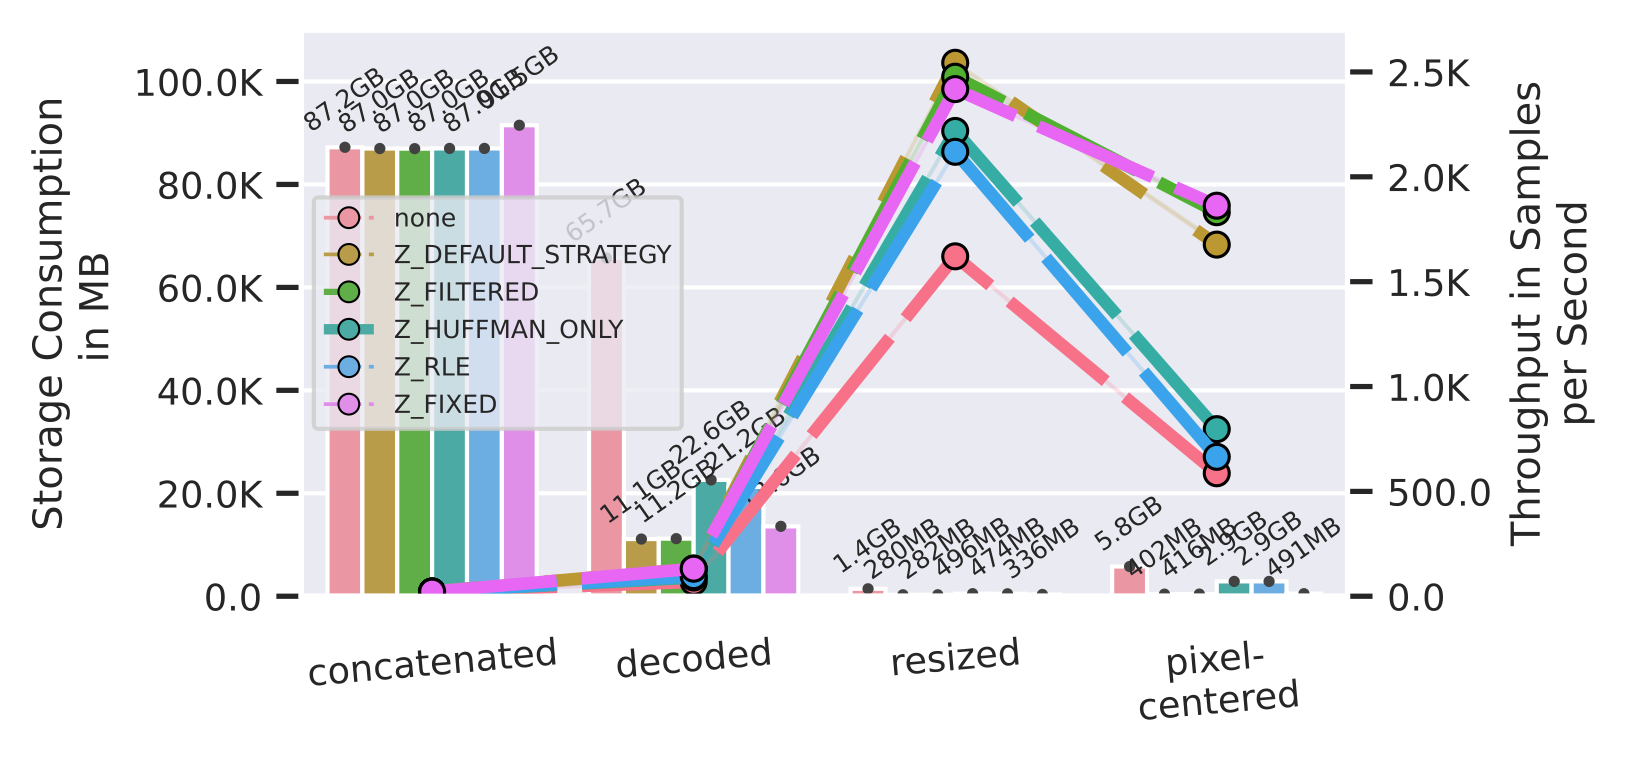 Storage Consumption
in MB
100.0K
80.0K
60.0K
40.0K
20.0K
0.0
87.2GB
87.0GB
87.0GB
87.0GB
87.0GB
91.5GB
65.7GB
11.1GB
11.2GB
22.6GB
21.2GB
1.4GB
280MB
282MB
496MB
474MB
336MB
5.8GB
402MB
416MB
2.9GB
2.9GB
491MB
none
Z_DEFAULT_STRATEGY
Z_FILTERED
Z_HUFFMAN_ONLY
Z_RLE
Z_FIXED
2.5K
2.0K
1.5K
1.0K
500.0
0.0
Throughput in Samples
per Second
concatenated
decoded
resized
pixel-
centered